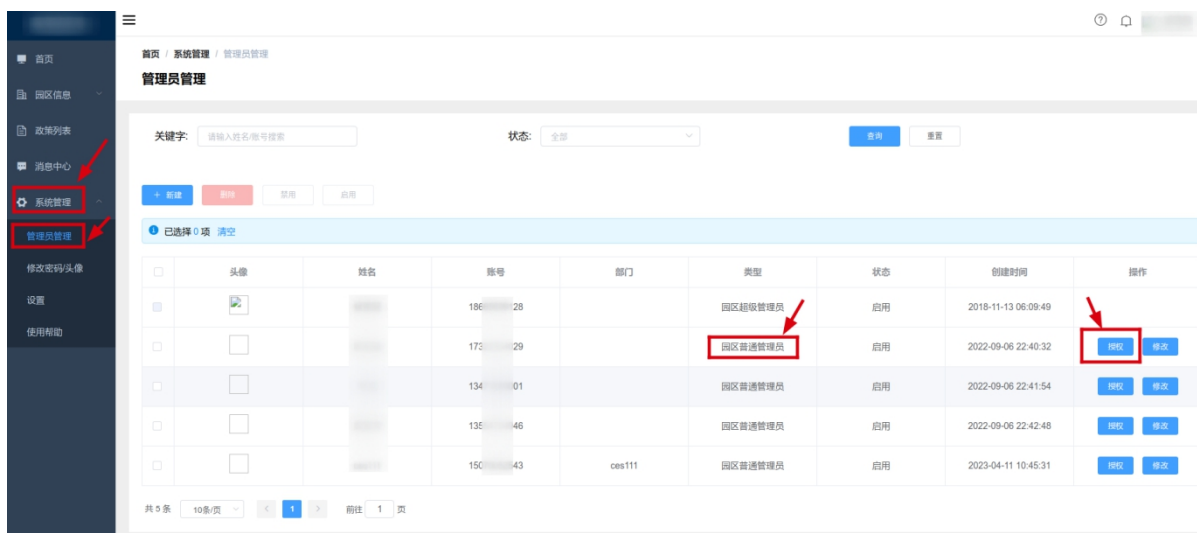 首页
园区信息
政策列表
消息中心
系统管理
管理员管理
修改密码/头像
设置
使用帮助
首页 / 系统管理 / 管理员管理
管理员管理
关键字: 请输入姓名/账号搜索 状态: 全部 查询 重置
+ 新建 删除 禁用 启用
已选择 0 项 清空
头像 姓名 账号 部门 类型 状态 创建时间 操作
186 28 园区超级管理员 启用 2018-11-13 06:09:49
173 29 园区普通管理员 启用 2022-09-06 22:40:32 授权 修改
134 01 园区普通管理员 启用 2022-09-06 22:41:54 授权 修改
135 46 园区普通管理员 启用 2022-09-06 22:42:48 授权 修改
150 43 ces111 园区普通管理员 启用 2023-04-11 10:45:31 授权 修改
共 5 条 10条/页 < 1 > 前往 1 页